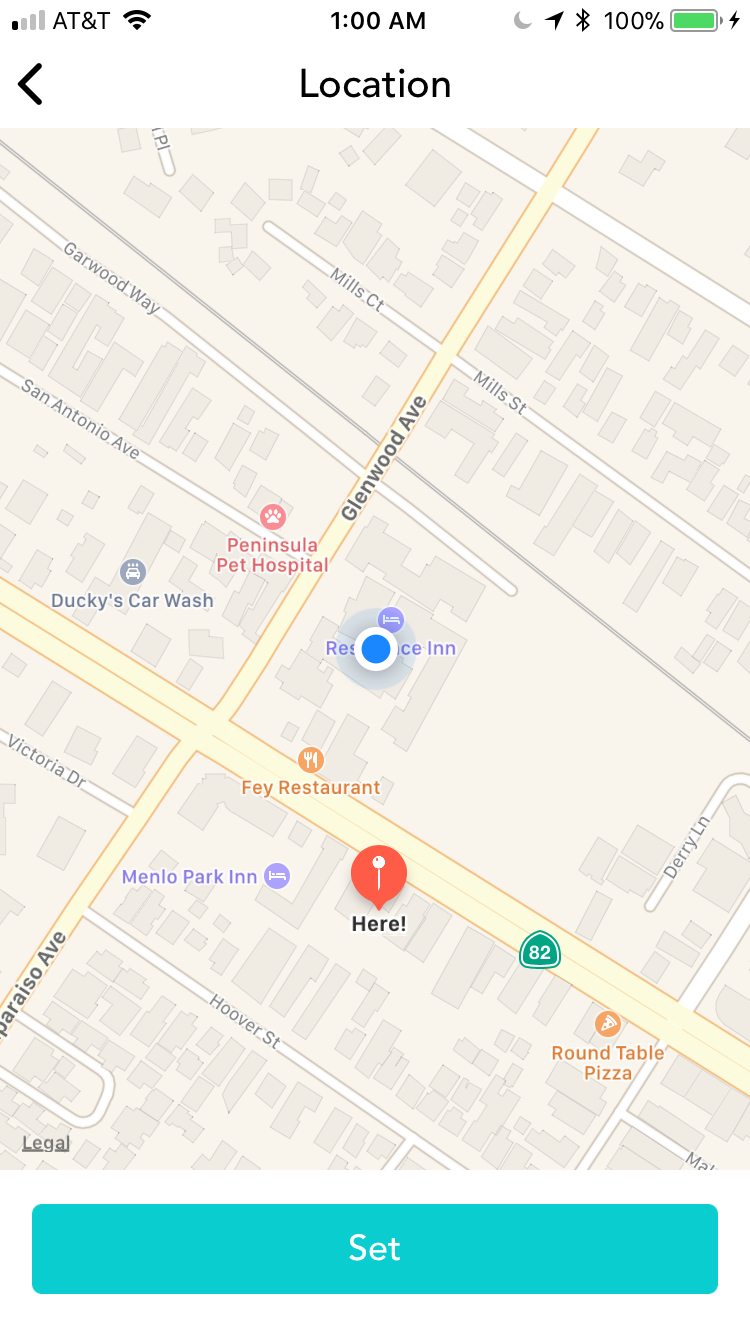 AT&T 1:00 AM 100%
Location
Pl
Garwood Way
Mills Ct
San Antonio Ave
Mills St
Glenwood Ave
Peninsula
Pet Hospital
Ducky's Car Wash
Inn
Victoria Dr
Fey Restaurant
Derry Ln
Menlo Park Inn
Here!
82
paraiso Ave
Hoover St
Round Table
Pizza
Legal
Set